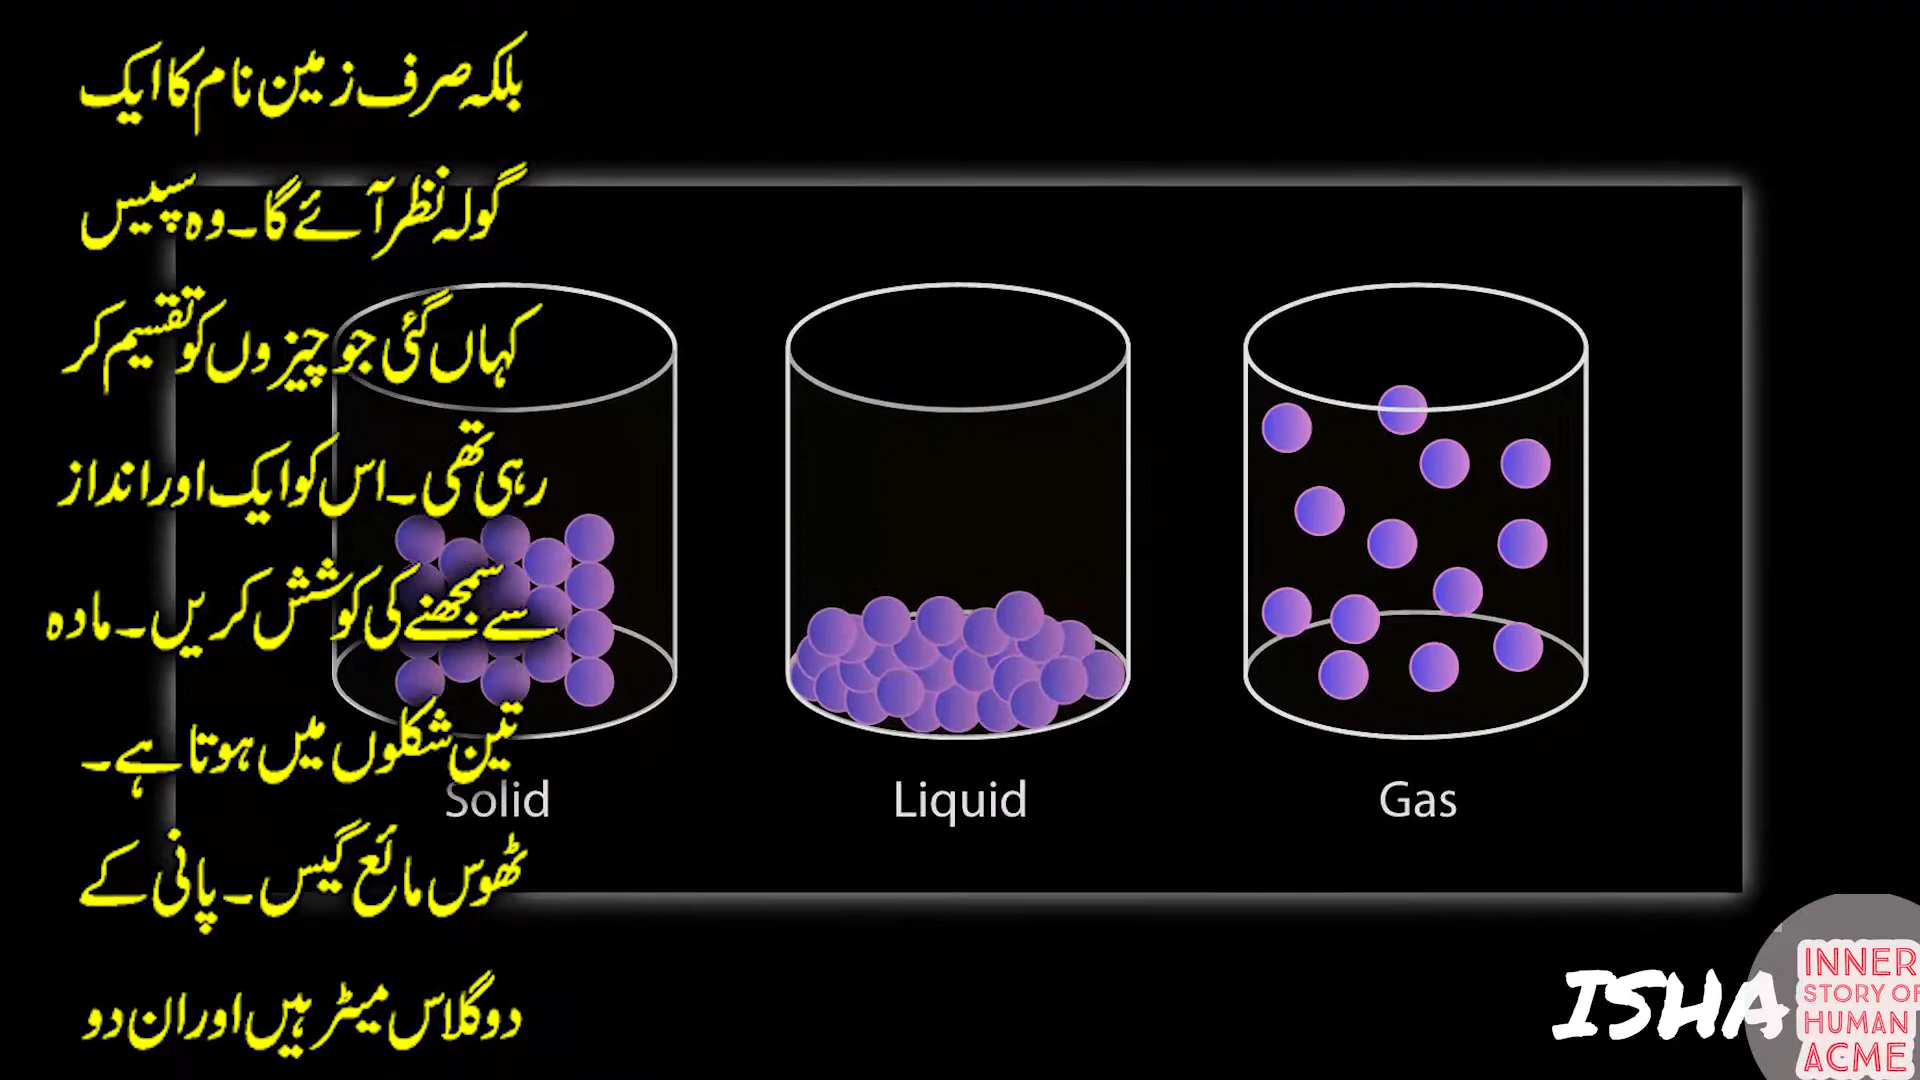 بلکہ صرف زمین نام کا ایک
گولہ نظر آئے گا۔ وہ سپیس
کہاں گئی جو چیزوں کو تقسیم کر
رہی تھی۔ اس کو ایک اور انداز
سے سمجھنے کی کوشش کریں۔ مادہ
تین شکلوں میں ہوتا ہے۔
ٹھوس مائع گیس۔ پانی کے
دو گلاس میٹر ہیں اور ان دو
Solid
Liquid
Gas
ISHA
INNER
STORY OF
HUMAN
ACME